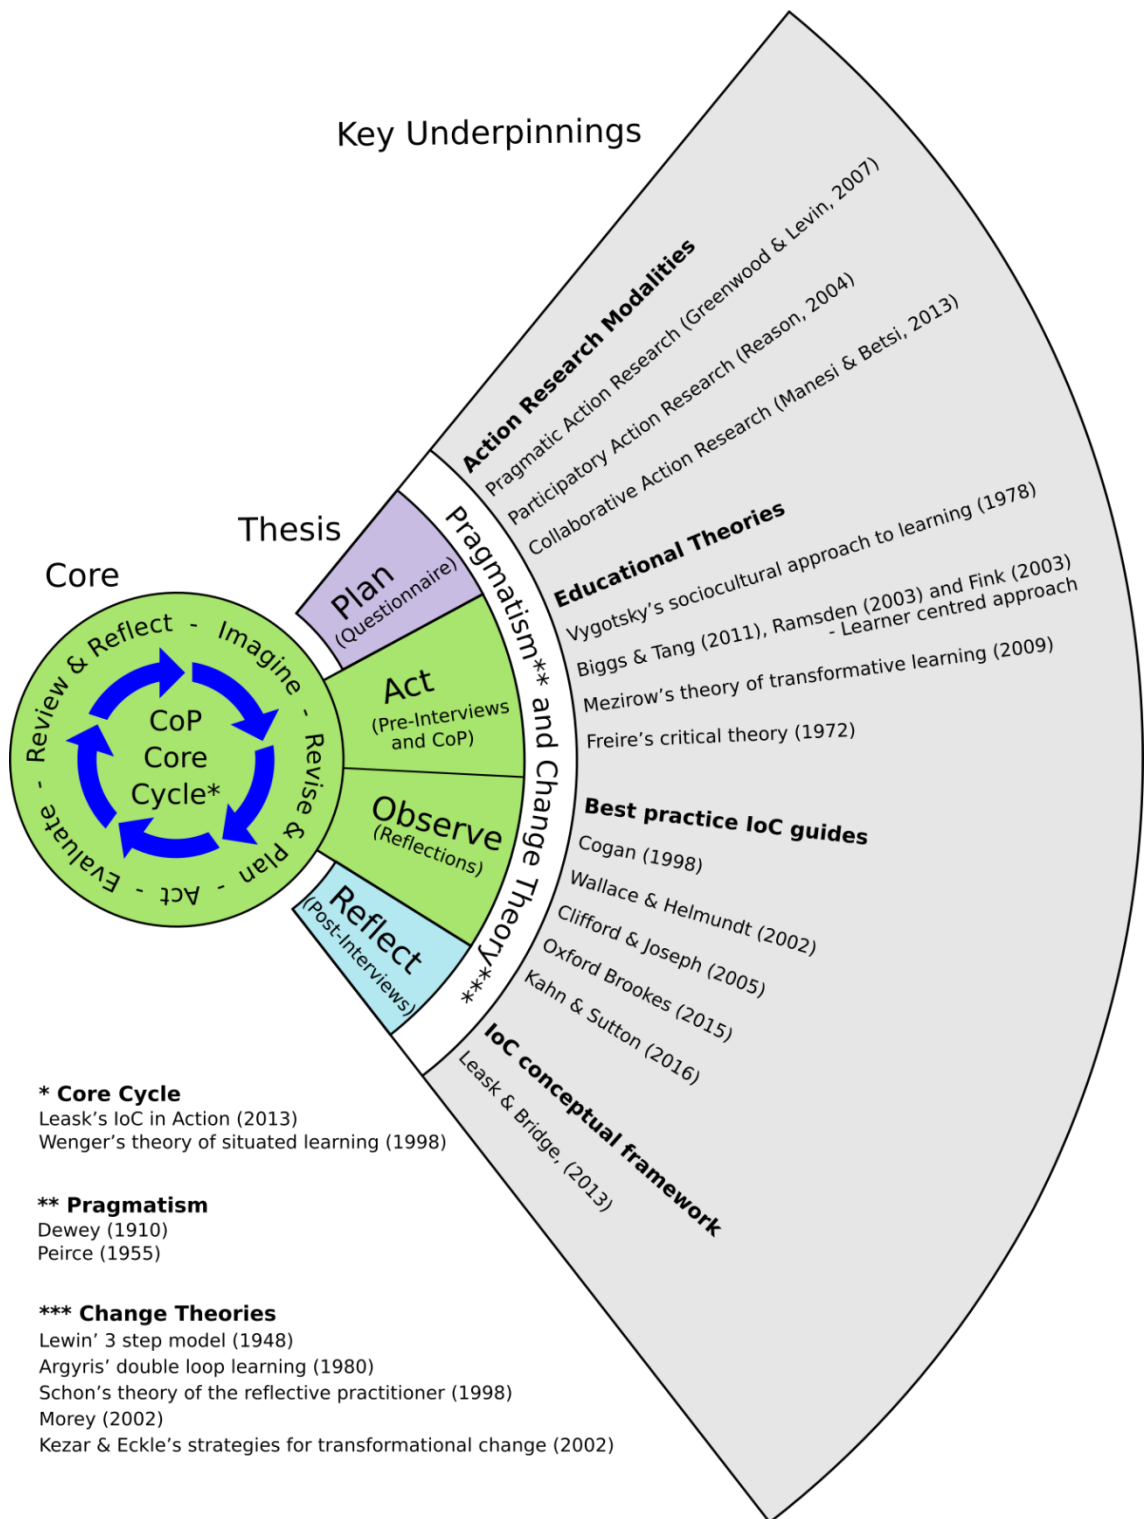 Key Underpinnings
Thesis
Core
Review & Reflect - Imagine - Revise & Plan - Act - Evaluate -
CoP
Core
Cycle*
Plan
(Questionnaire)
Act
(Pre-Interviews
and CoP)
Observe
(Reflections)
Reflect
(Post-Interviews)
Pragmatism** and Change Theory***
Action Research Modalities
Pragmatic Action Research (Greenwood & Levin, 2007)
Participatory Action Research (Reason, 2004)
Collaborative Action Research (Manesi & Betsi, 2013)
Educational Theories
Vygotsky’s sociocultural approach to learning (1978)
Biggs & Tang (2011), Ramsden (2003) and Fink (2003)
- Learner centred approach
Mezirow’s theory of transformative learning (2009)
Freire’s critical theory (1972)
Best practice IoC guides
Cogan (1998)
Wallace & Helmundt (2002)
Clifford & Joseph (2005)
Oxford Brookes (2015)
Kahn & Sutton (2016)
IoC conceptual framework
Leask & Bridge, (2013)
* Core Cycle
Leask’s IoC in Action (2013)
Wenger’s theory of situated learning (1998)
** Pragmatism
Dewey (1910)
Peirce (1955)
*** Change Theories
Lewin’ 3 step model (1948)
Argyris’ double loop learning (1980)
Schon’s theory of the reflective practitioner (1998)
Morey (2002)
Kezar & Eckle’s strategies for transformational change (2002)